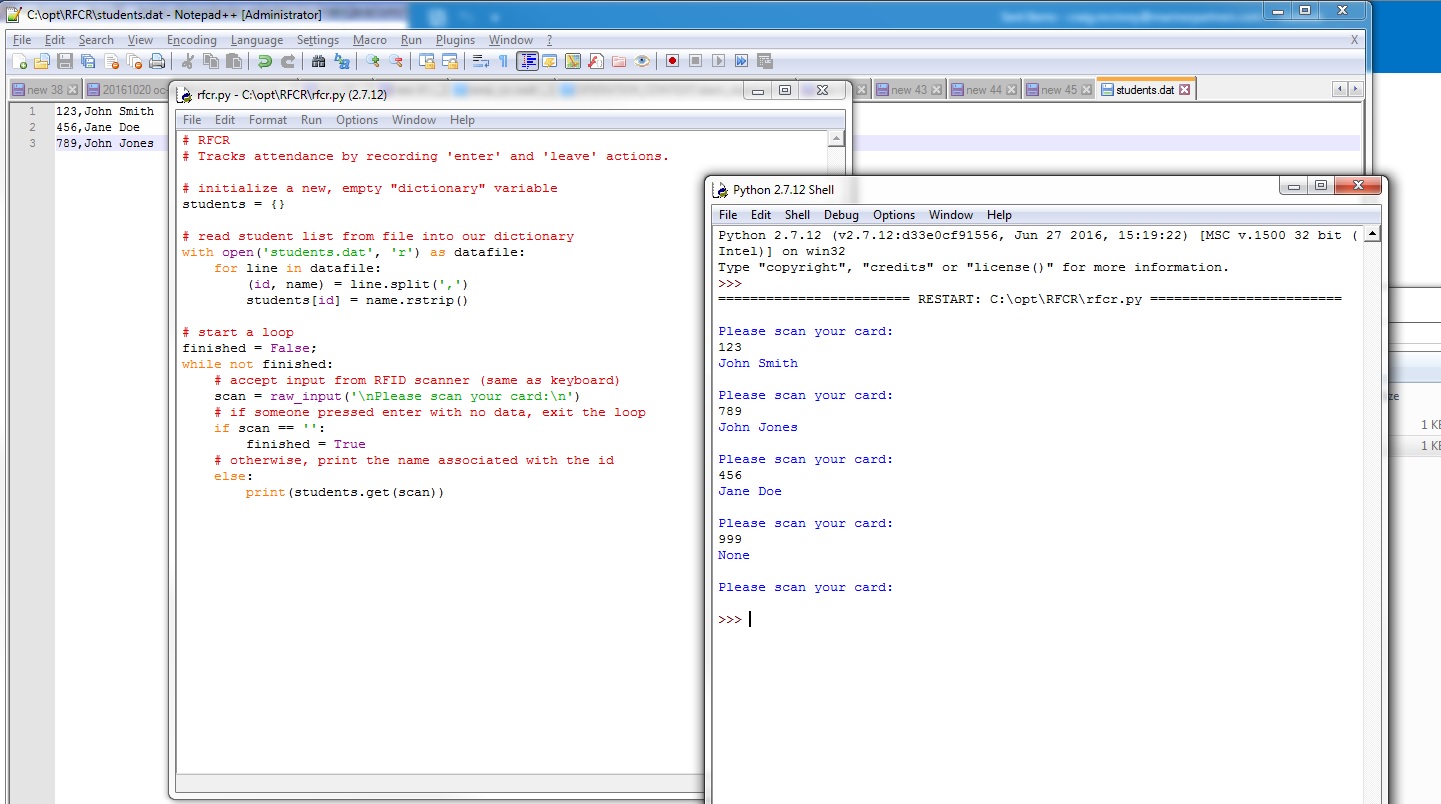 C:\opt\RFCR\students.dat - Notepad++ [Administrator]
File Edit Search View Encoding Language Settings Macro Run Plugins Window ?
X
new 38
20161020
new 43
new 44
new 45
students.dat
1 123,John Smith
2 456,Jane Doe
3 789,John Jones
rfcr.py - C:\opt\RFCR\rfcr.py (2.7.12)
File Edit Format Run Options Window Help
# RFCR
# Tracks attendance by recording 'enter' and 'leave' actions.
# initialize a new, empty "dictionary" variable
students = {}
# read student list from file into our dictionary
with open('students.dat', 'r') as datafile:
    for line in datafile:
        (id, name) = line.split(',')
        students[id] = name.rstrip()
# start a loop
finished = False;
while not finished:
    # accept input from RFID scanner (same as keyboard)
    scan = raw_input('\nPlease scan your card:\n')
    # if someone pressed enter with no data, exit the loop
    if scan == '':
        finished = True
    # otherwise, print the name associated with the id
    else:
        print(students.get(scan))
Python 2.7.12 Shell
File Edit Shell Debug Options Window Help
Python 2.7.12 (v2.7.12:d33e0cf91556, Jun 27 2016, 15:19:22) [MSC v.1500 32 bit (
Intel)] on win32
Type "copyright", "credits" or "license()" for more information.
>>>
======================== RESTART: C:\opt\RFCR\rfcr.py ========================
Please scan your card:
123
John Smith
Please scan your card:
789
John Jones
Please scan your card:
456
Jane Doe
Please scan your card:
999
None
Please scan your card:
>>>
ze
1 KB
1 KB